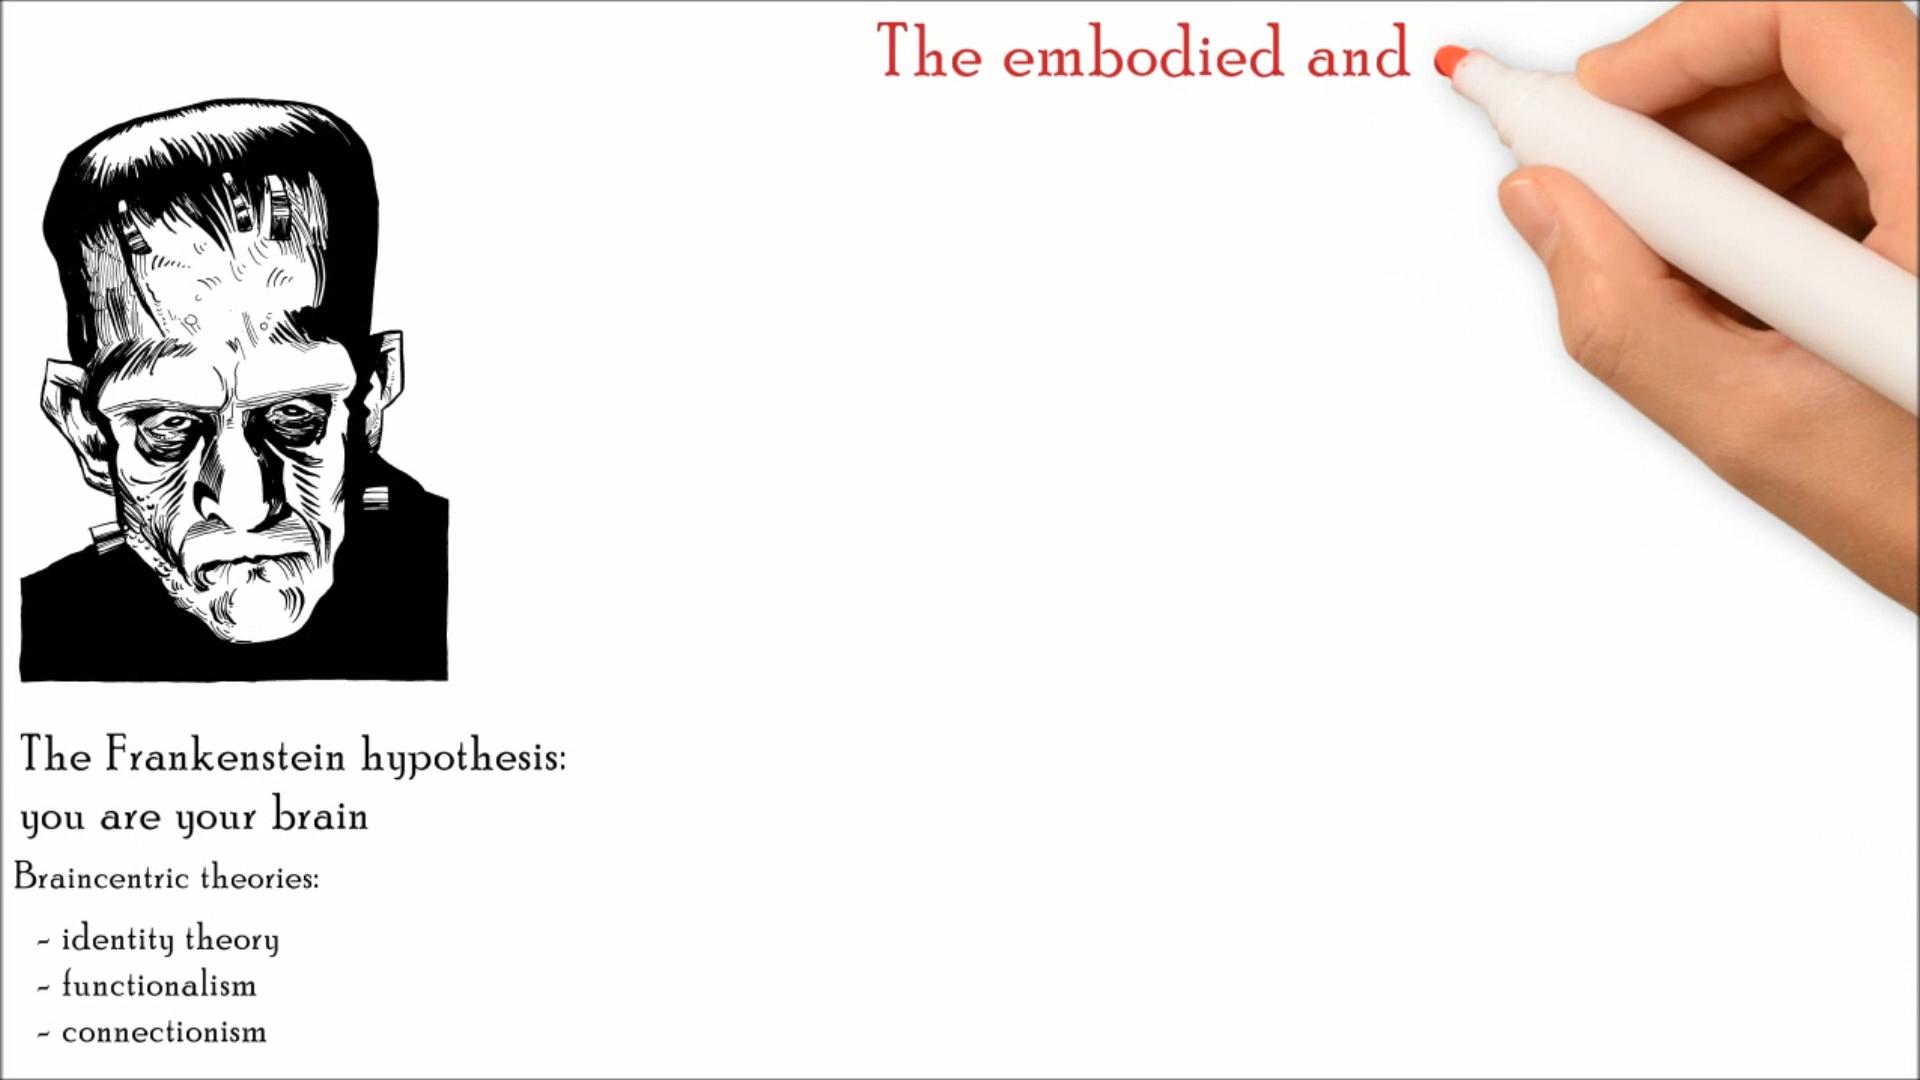 The embodied and
The Frankenstein hypothesis:
you are your brain
Braincentric theories:
- identity theory
- functionalism
- connectionism